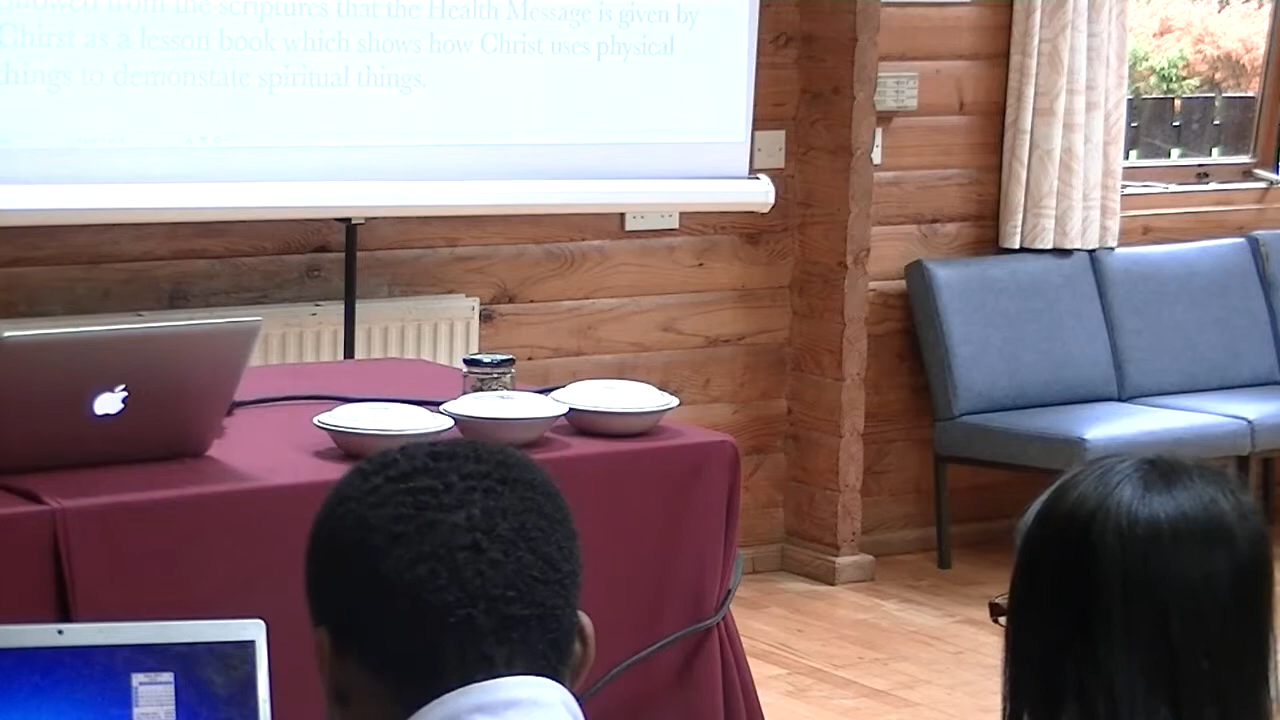 from the scriptures that the Health Message is given by
Chirst as a lesson book which shows how Christ uses physical
things to demonstate spiritual things.